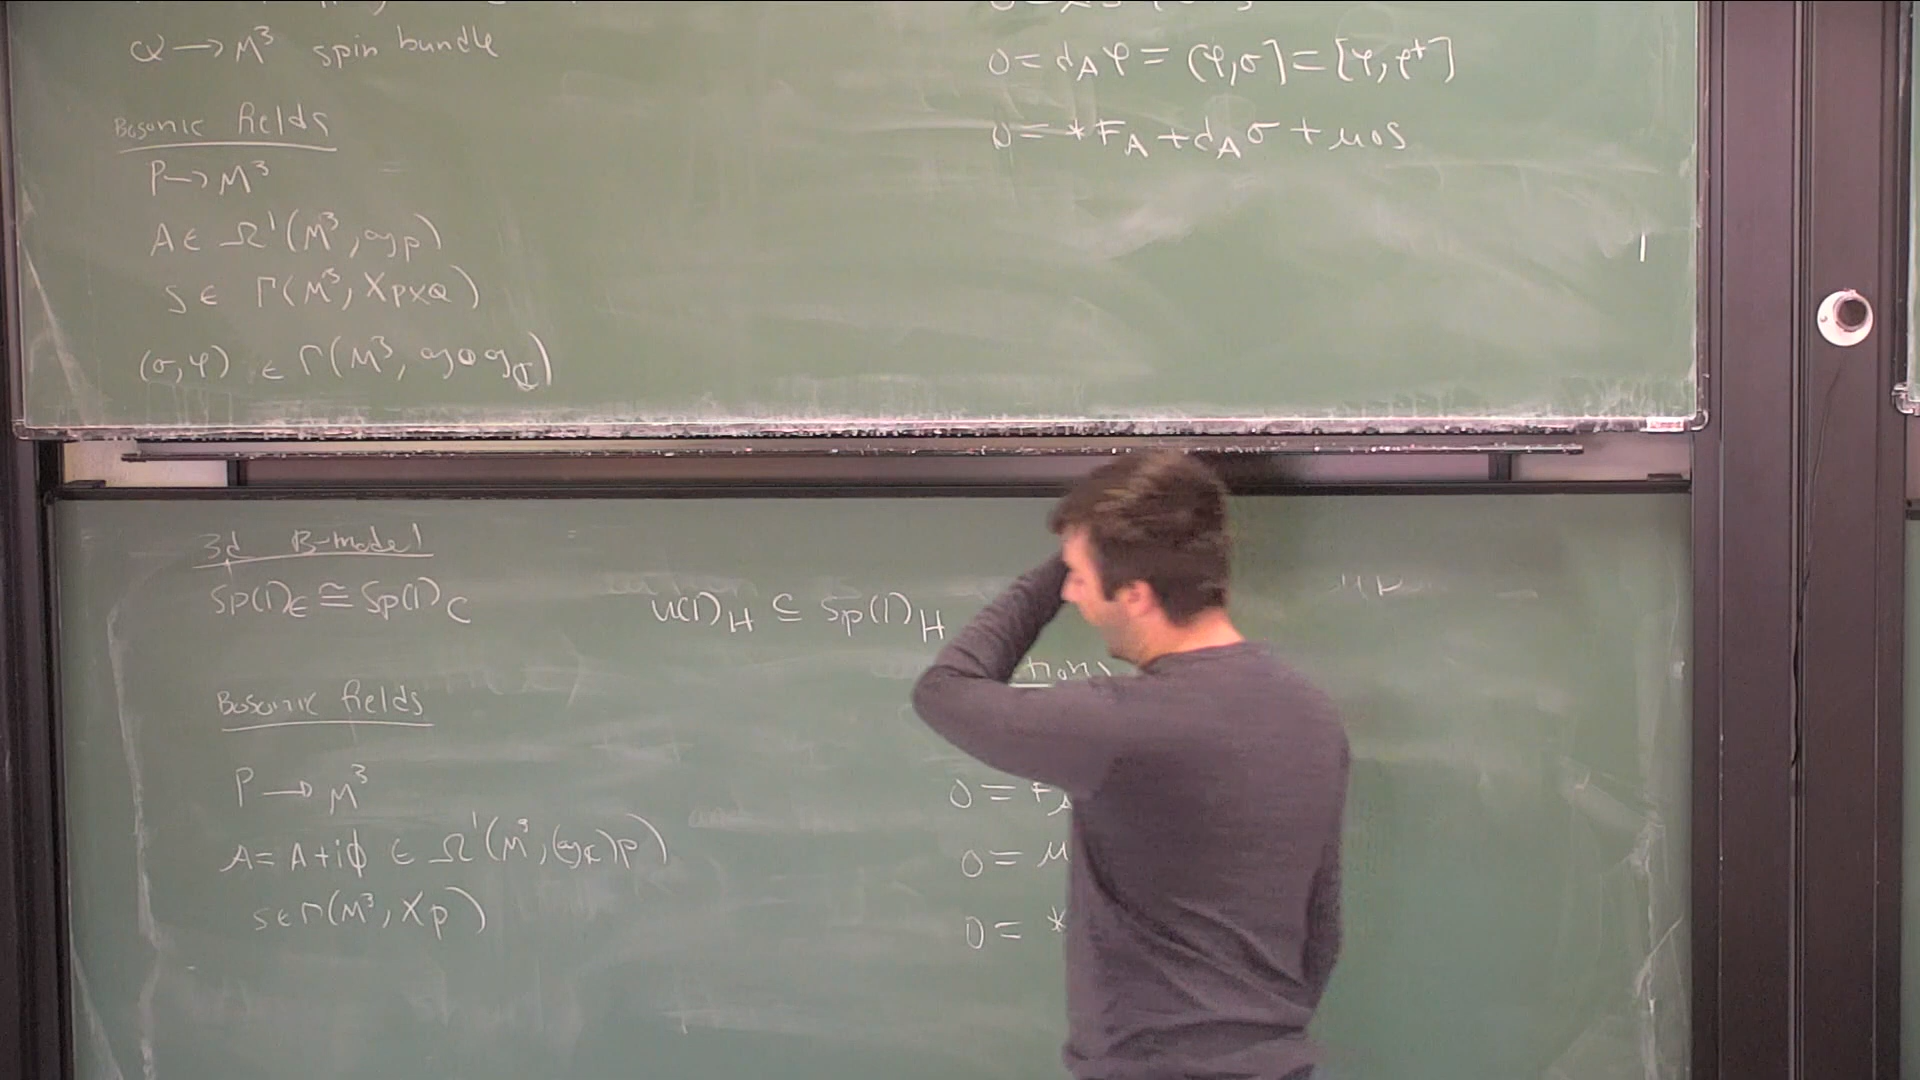 Q → M³ spin bundle
Bosonic fields
P → M³
A ∈ Ω¹(M³, 𝔤_P)
s ∈ Γ(M³, X_{P×Q})
(σ, φ) ∈ Γ(M³, 𝔤 ⊕ 𝔤_ℂ)
0 = d_A φ = [φ, σ] = [φ, φ⁺]
0 = *F_A + d_A σ + μ∘s
3d B-model
Sp(1)_E ≅ Sp(1)_C
U(1)_H ⊆ Sp(1)_H
Bosonic fields
P → M³
A = A + iϕ ∈ Ω¹(M³, (𝔤_ℂ)_P)
s ∈ Γ(M³, X_P)
0 = F
0 = μ
0 = *